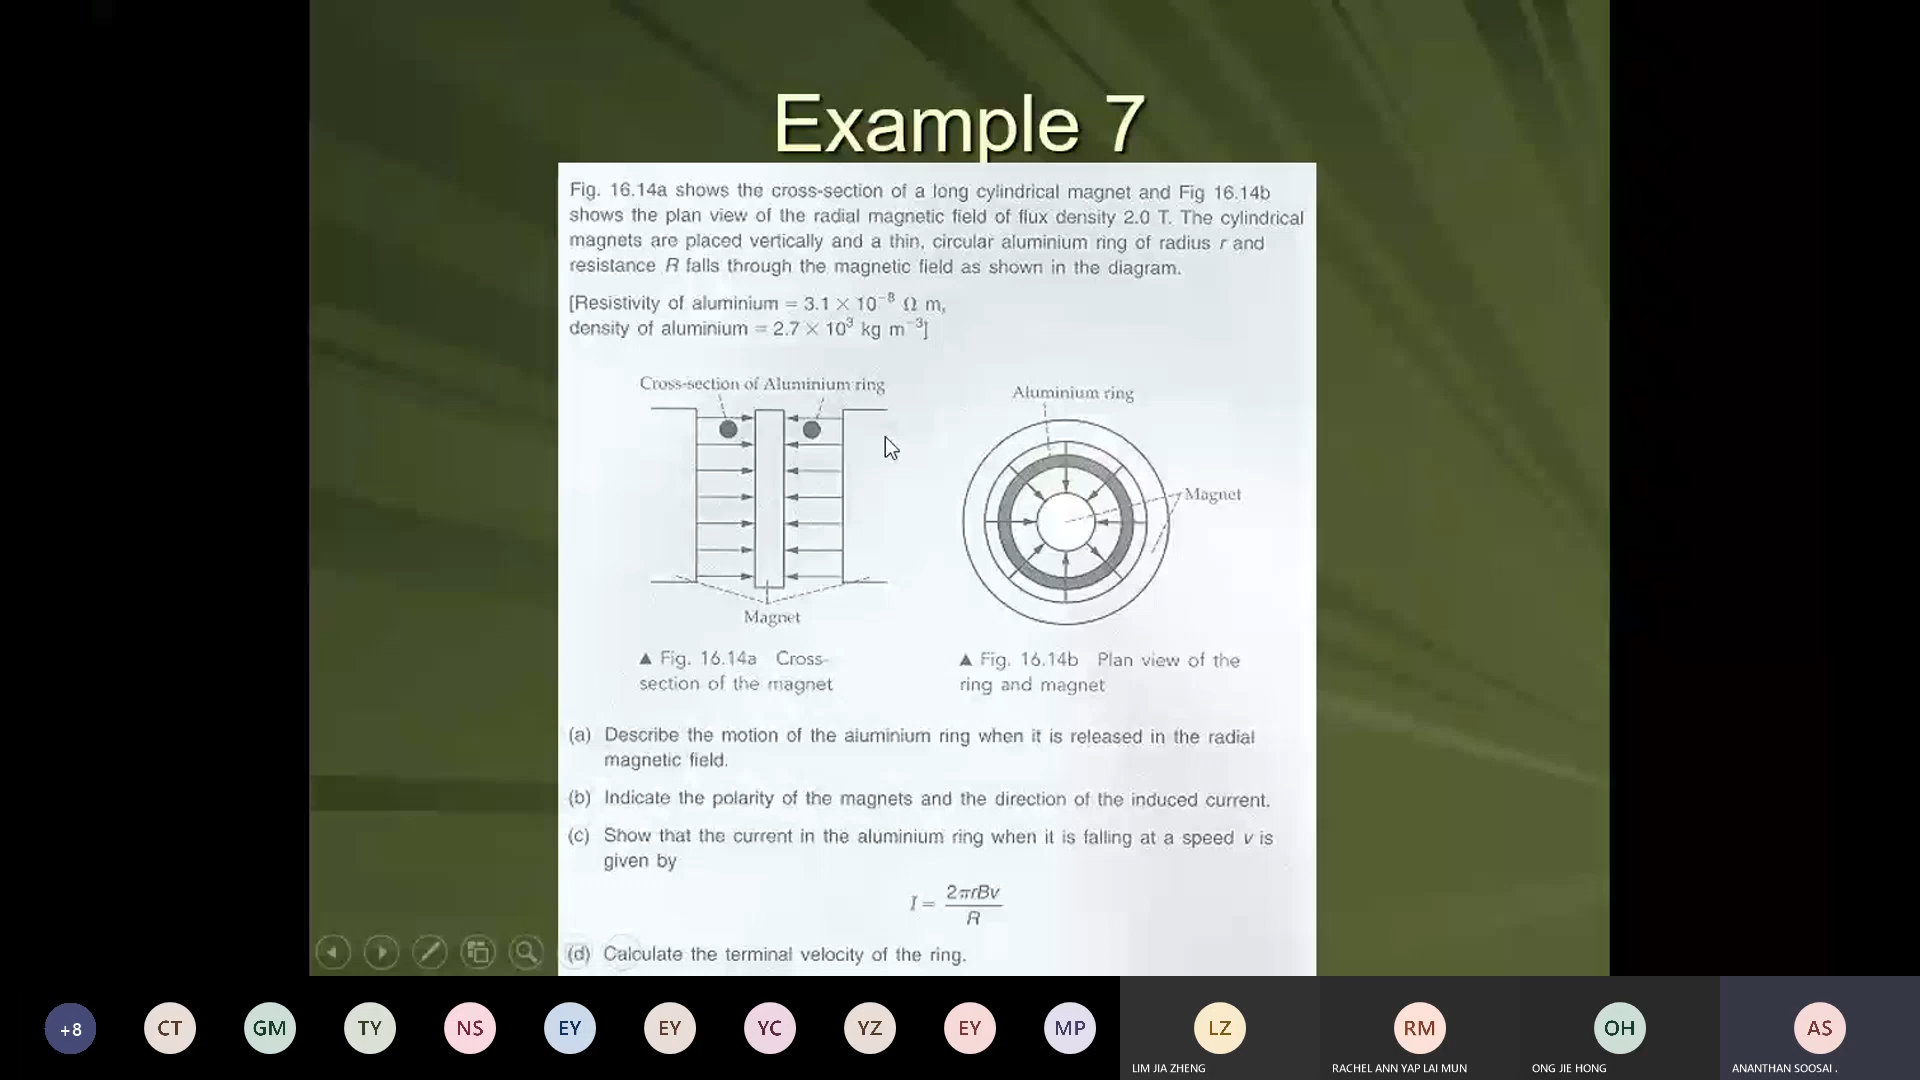 Example 7
Fig. 16.14a shows the cross-section of a long cylindrical magnet and Fig 16.14b
shows the plan view of the radial magnetic field of flux density 2.0 T. The cylindrical
magnets are placed vertically and a thin, circular aluminium ring of radius r and
resistance R falls through the magnetic field as shown in the diagram.
[Resistivity of aluminium = 3.1 × 10⁻⁸ Ω m,
density of aluminium = 2.7 × 10³ kg m⁻³]
Cross-section of Aluminium ring
Magnet
▲ Fig. 16.14a Cross-
section of the magnet
Aluminium ring
Magnet
▲ Fig. 16.14b Plan view of the
ring and magnet
(a) Describe the motion of the aluminium ring when it is released in the radial
magnetic field.
(b) Indicate the polarity of the magnets and the direction of the induced current.
(c) Show that the current in the aluminium ring when it is falling at a speed v is
given by
I = 2πrBv / R
(d) Calculate the terminal velocity of the ring.
+8
CT
GM
TY
NS
EY
EY
YC
YZ
EY
MP
LZ
RM
OH
AS
LIM JIA ZHENG
RACHEL ANN YAP LAI MUN
ONG JIE HONG
ANANTHAN SOOSAI .